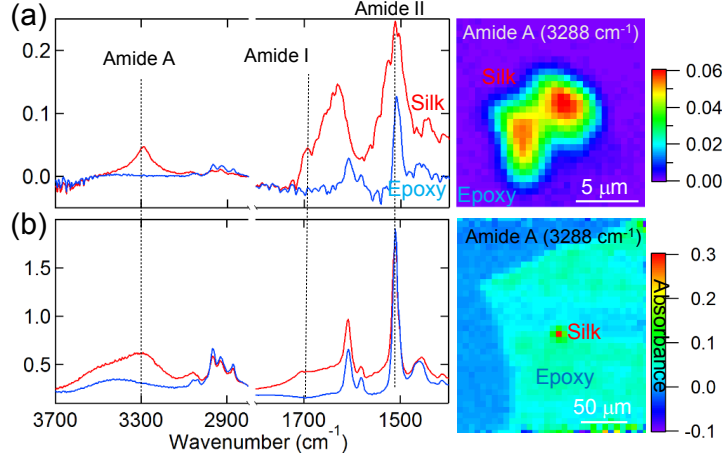 (a)
Amide II
Amide A
Amide I
0.2
0.1
0.0
Silk
Epoxy
Amide A (3288 cm⁻¹)
Silk
Epoxy
5 μm
0.06
0.04
0.02
0.00
(b)
1.5
1.0
0.5
3700
3300
2900
1700
1500
Wavenumber (cm⁻¹)
Amide A (3288 cm⁻¹)
Silk
Epoxy
50 μm
0.3
0.2
0.1
0.0
-0.1
Absorbance